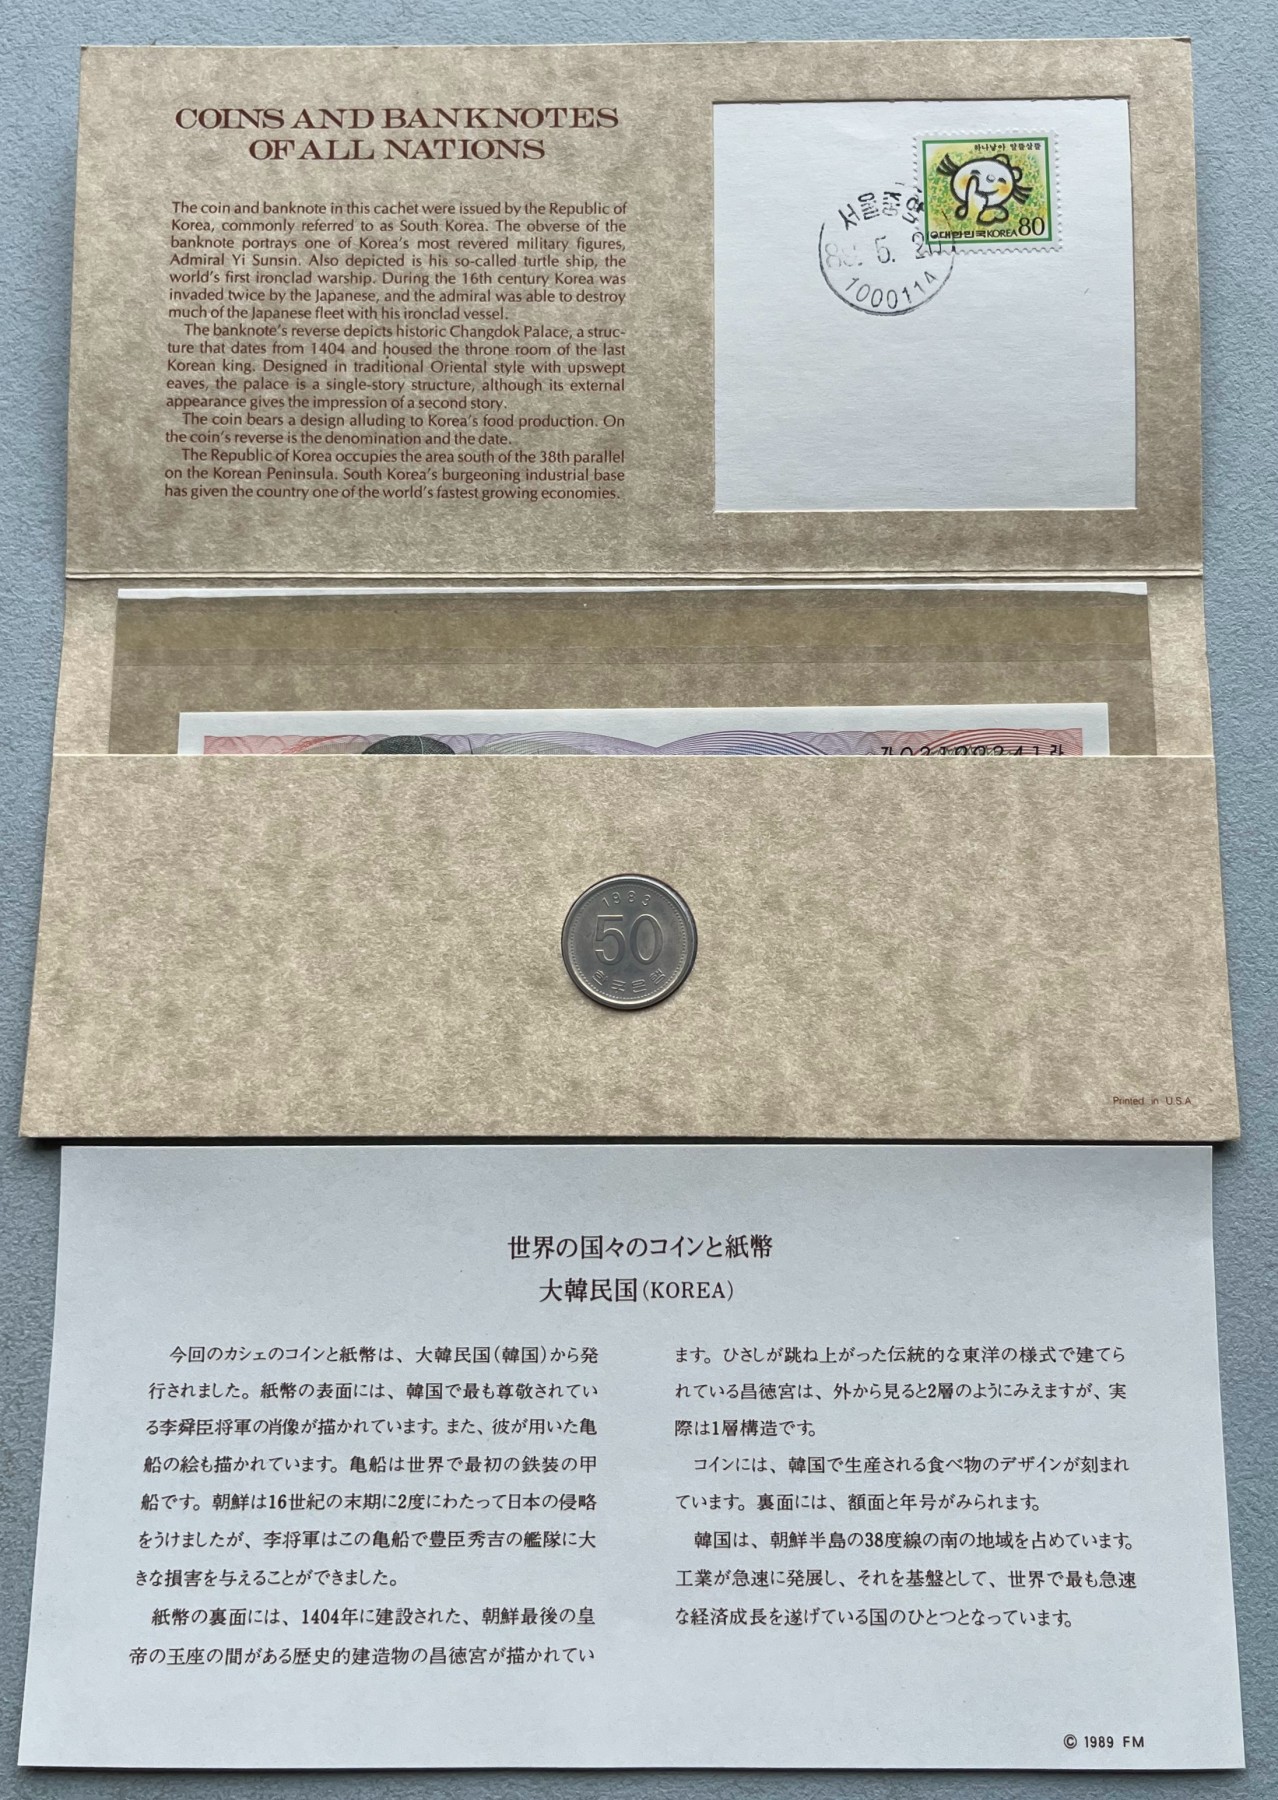 COINS AND BANKNOTES
OF ALL NATIONS
The coin and banknote in this cachet were issued by the Republic of
Korea, commonly referred to as South Korea. The obverse of the
banknote portrays one of Korea's most revered military figures,
Admiral Yi Sunsin. Also depicted is his so-called turtle ship, the
world's first ironclad warship. During the 16th century Korea was
invaded twice by the Japanese, and the admiral was able to destroy
much of the Japanese fleet with his ironclad vessel.
The banknote's reverse depicts historic Changdok Palace, a struc-
ture that dates from 1404 and housed the throne room of the last
Korean king. Designed in traditional Oriental style with upswept
eaves, the palace is a single-story structure, although its external
appearance gives the impression of a second story.
The coin bears a design alluding to Korea's food production. On
the coin's reverse is the denomination and the date.
The Republic of Korea occupies the area south of the 38th parallel
on the Korean Peninsula. South Korea's burgeoning industrial base
has given the country one of the world's fastest growing economies.
하나낳아 알뜰살뜰
대한민국KOREA 80
서울
5.
100011A
1983
50
한국은행
Printed in U.S.A.
世界の国々のコインと紙幣
大韓民国(KOREA)
今回のカシェのコインと紙幣は、大韓民国(韓国)から発
行されました。紙幣の表面には、韓国で最も尊敬されてい
る李舜臣将軍の肖像が描かれています。また、彼が用いた亀
船の絵も描かれています。亀船は世界で最初の鉄装の甲
船です。朝鮮は16世紀の末期に2度にわたって日本の侵略
をうけましたが、李将軍はこの亀船で豊臣秀吉の艦隊に大
きな損害を与えることができました。
紙幣の裏面には、1404年に建設された、朝鮮最後の皇
帝の玉座の間がある歴史的建造物の昌徳宮が描かれてい
ます。ひさしが跳ね上がった伝統的な東洋の様式で建てら
れている昌徳宮は、外から見ると2層のようにみえますが、実
際は1層構造です。
コインには、韓国で生産される食べ物のデザインが刻まれ
ています。裏面には、額面と年号がみられます。
韓国は、朝鮮半島の38度線の南の地域を占めています。
工業が急速に発展し、それを基盤として、世界で最も急速
な経済成長を遂げている国のひとつとなっています。
© 1989 FM